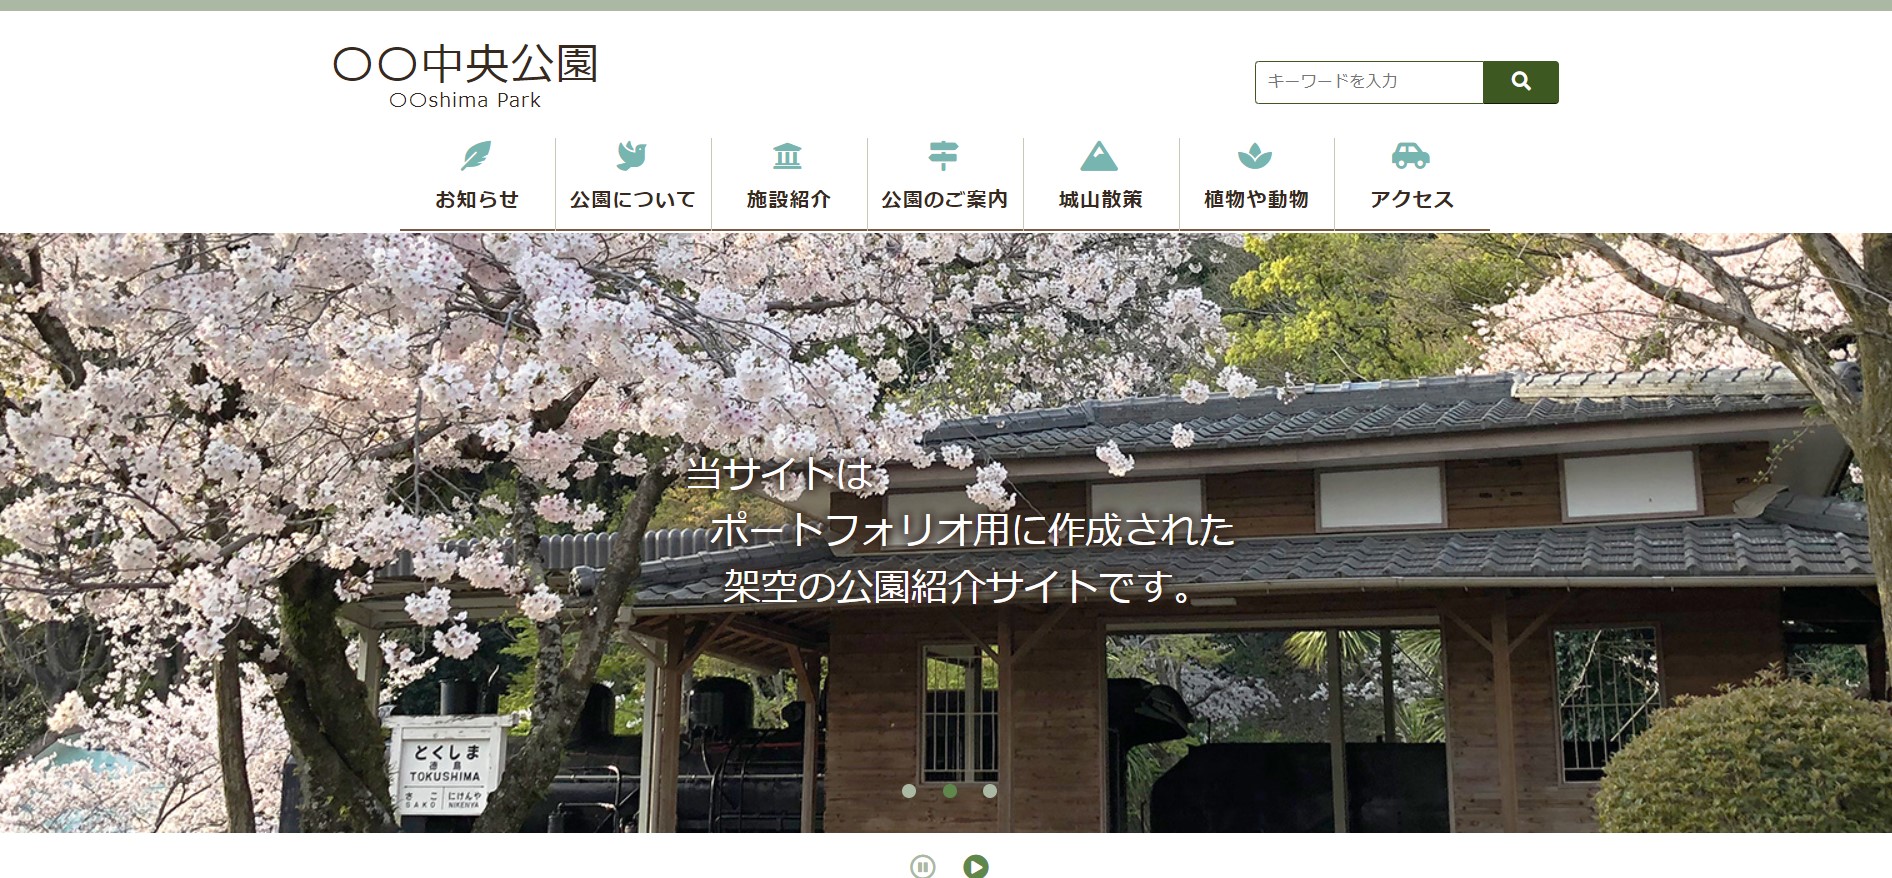 〇〇中央公園
〇〇shima Park
キーワードを入力
お知らせ
公園について
施設紹介
公園のご案内
城山散策
植物や動物
アクセス
当サイトは
ポートフォリオ用に作成された
架空の公園紹介サイトです。
とくしま
徳島
TOKUSHIMA
さこ にけんや
SAKO NIKENYA